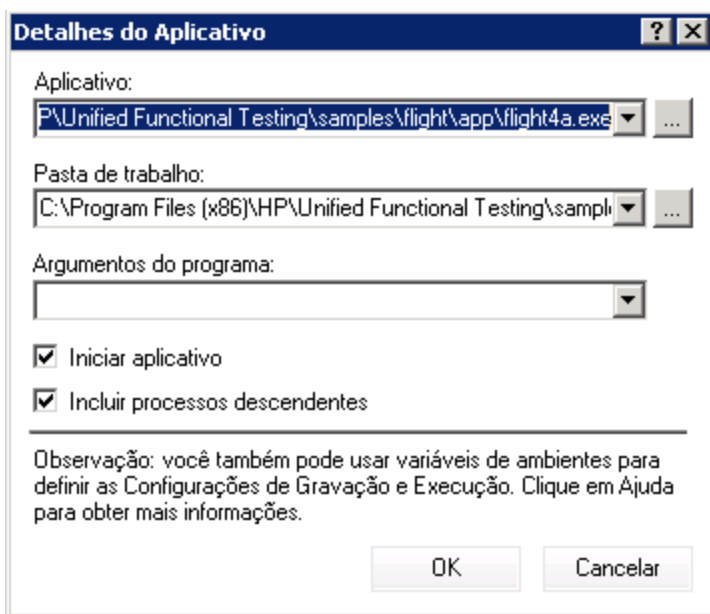 Detalhes do Aplicativo
Aplicativo:
P\Unified Functional Testing\samples\flight\app\flight4a.exe
...
Pasta de trabalho:
C:\Program Files (x86)\HP\Unified Functional Testing\sampl
...
Argumentos do programa:
Iniciar aplicativo
Incluir processos descendentes
Observação: você também pode usar variáveis de ambientes para
definir as Configurações de Gravação e Execução. Clique em Ajuda
para obter mais informações.
OK Cancelar